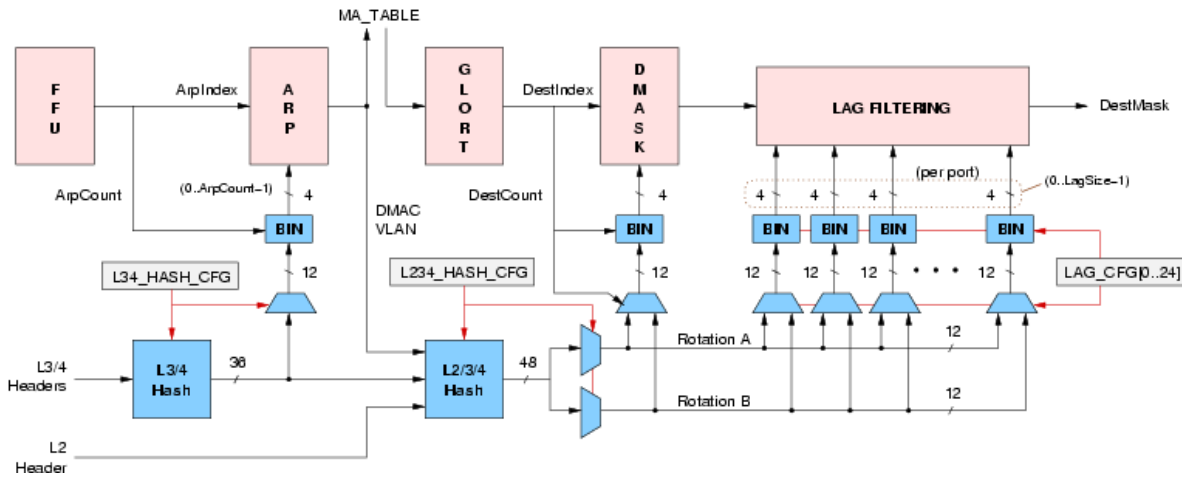 MA_TABLE
FFU
ArpIndex
ARP
GLORT
DestIndex
DMASK
LAG FILTERING
DestMask
ArpCount
(0..ArpCount-1)
4
DestCount
4
(per port)
4
4
4
4
(0..LagSize-1)
BIN
DMAC
VLAN
BIN
BIN
BIN
BIN
BIN
L34_HASH_CFG
12
L234_HASH_CFG
12
12
12
12
12
LAG_CFG[0..24]
L3/4
Headers
L3/4
Hash
36
L2/3/4
Hash
48
Rotation A
12
Rotation B
12
L2
Header